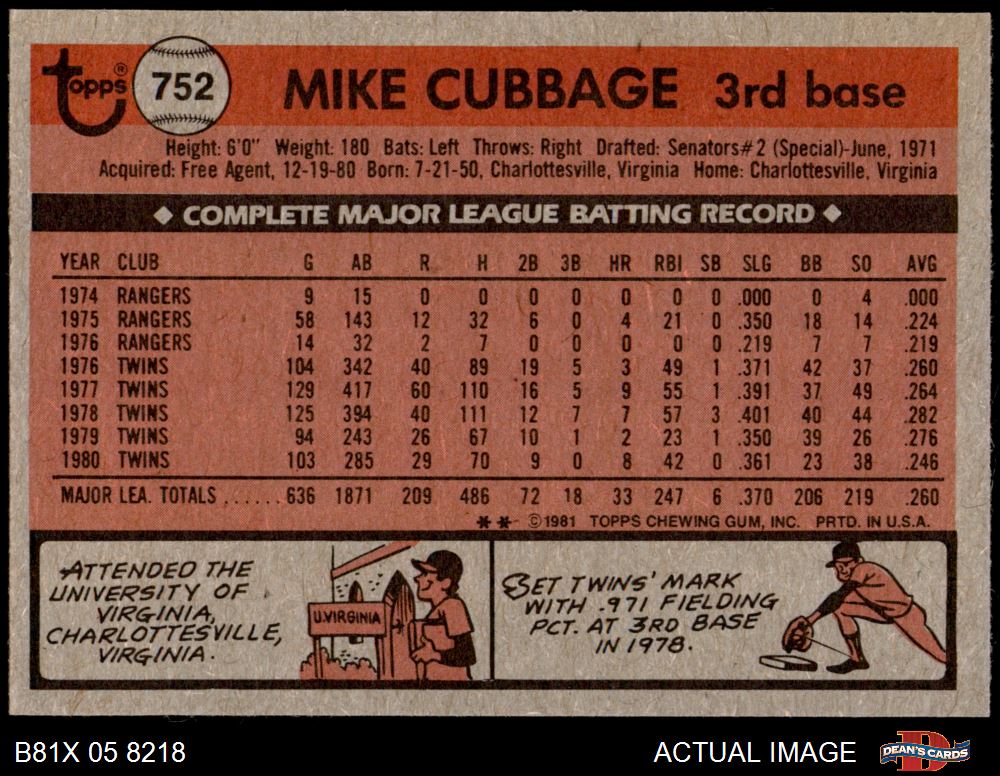 topps® 752 MIKE CUBBAGE 3rd base
Height: 6'0" Weight: 180 Bats: Left Throws: Right Drafted: Senators#2 (Special)-June, 1971
Acquired: Free Agent, 12-19-80 Born: 7-21-50, Charlottesville, Virginia Home: Charlottesville, Virginia
◆ COMPLETE MAJOR LEAGUE BATTING RECORD ◆
YEAR CLUB G AB R H 2B 3B HR RBI SB SLG BB SO AVG
1974 RANGERS 9 15 0 0 0 0 0 0 0 .000 0 4 .000
1975 RANGERS 58 143 12 32 6 0 4 21 0 .350 18 14 .224
1976 RANGERS 14 32 2 7 0 0 0 0 0 .219 7 7 .219
1976 TWINS 104 342 40 89 19 5 3 49 1 .371 42 37 .260
1977 TWINS 129 417 60 110 16 5 9 55 1 .391 37 49 .264
1978 TWINS 125 394 40 111 12 7 7 57 3 .401 40 44 .282
1979 TWINS 94 243 26 67 10 1 2 23 1 .350 39 26 .276
1980 TWINS 103 285 29 70 9 0 8 42 0 .361 23 38 .246
MAJOR LEA. TOTALS ...... 636 1871 209 486 72 18 33 247 6 .370 206 219 .260
** ©1981 TOPPS CHEWING GUM, INC. PRTD. IN U.S.A.
ATTENDED THE
UNIVERSITY OF
VIRGINIA,
CHARLOTTESVILLE,
VIRGINIA.
U.VIRGINIA
SET TWINS' MARK
WITH .971 FIELDING
PCT. AT 3RD BASE
IN 1978.
B81X 05 8218 ACTUAL IMAGE DEAN'S CARDS